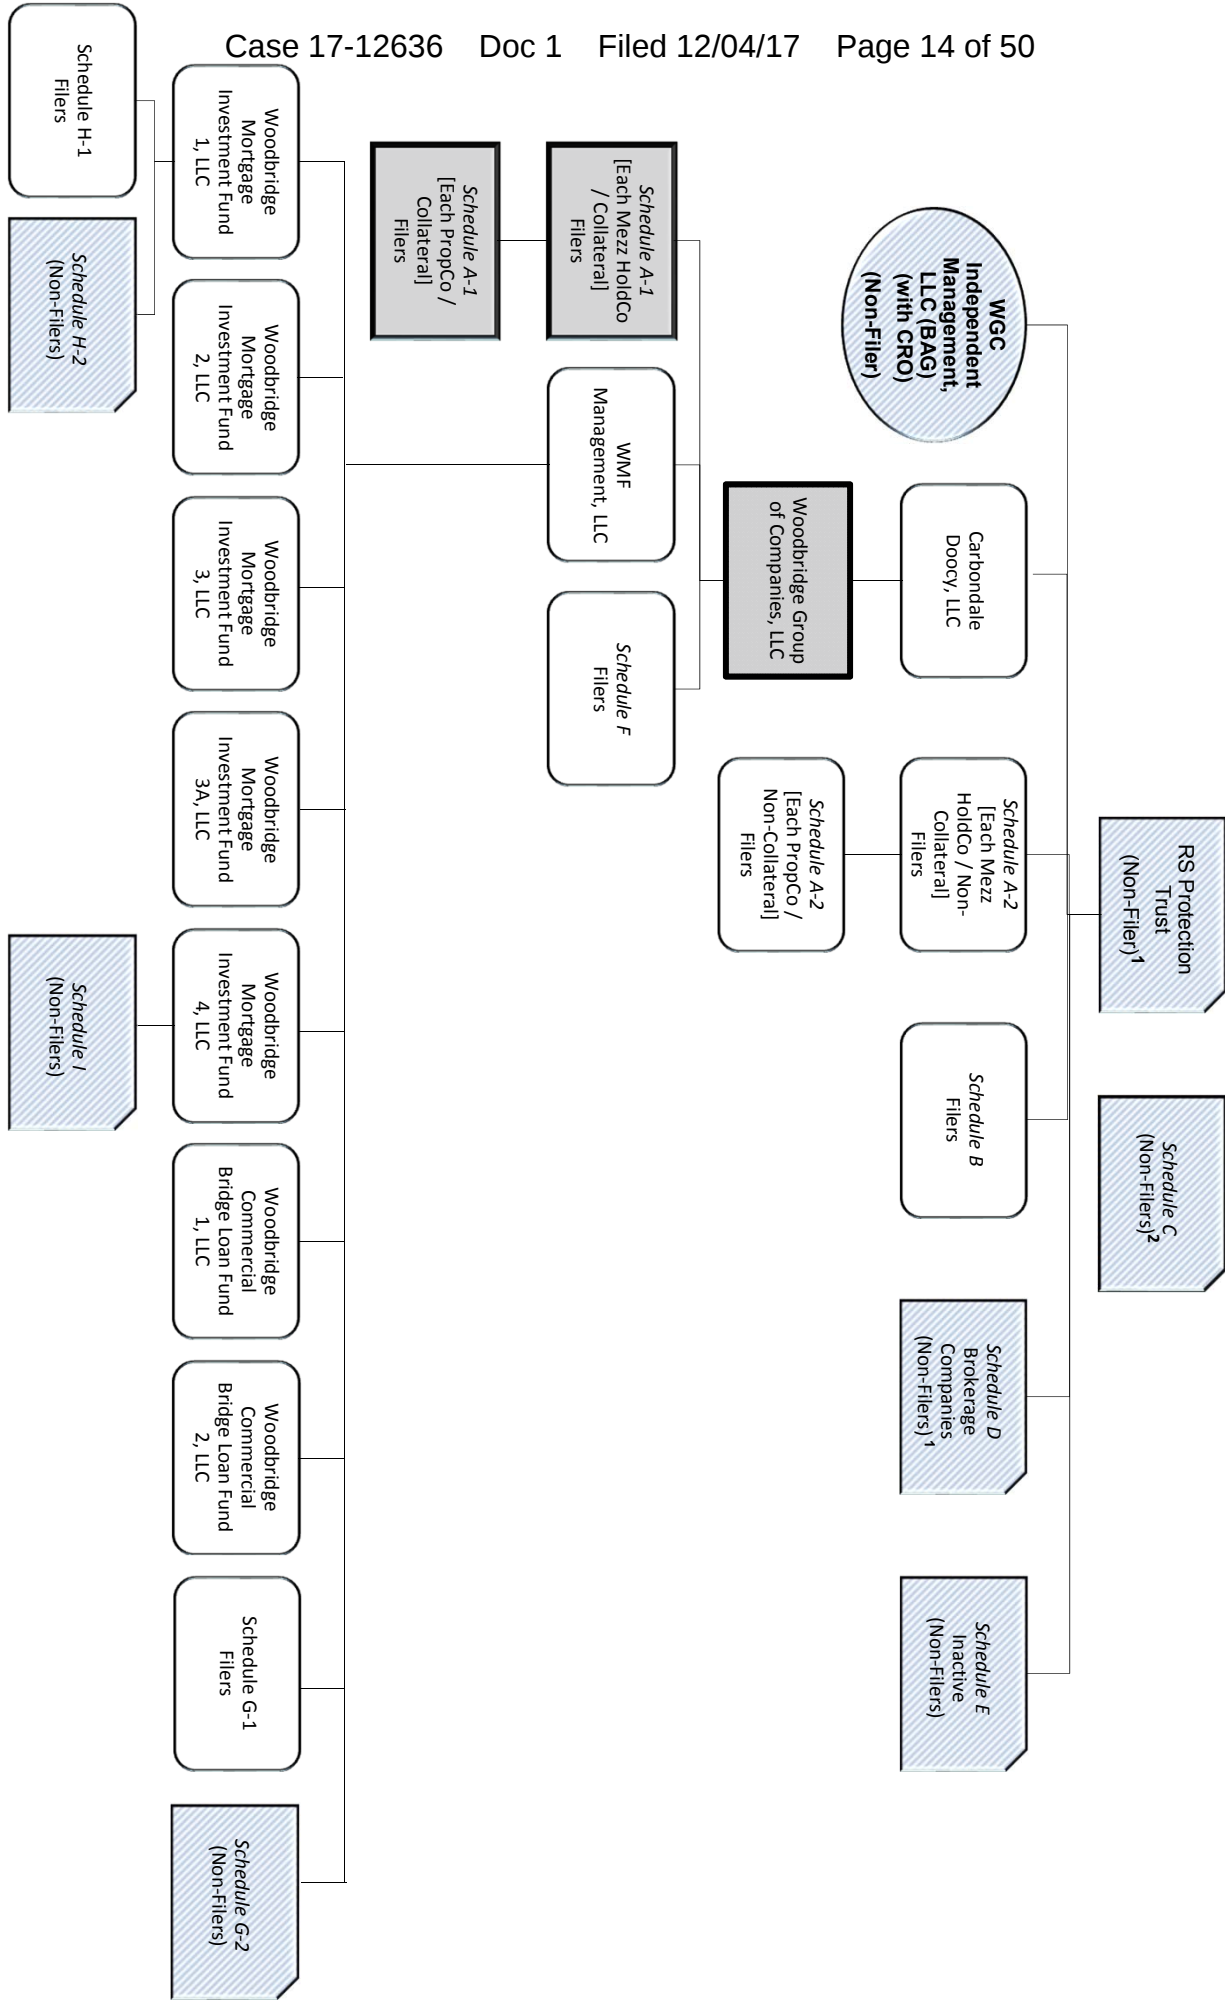 Case 17-12636 Doc 1 Filed 12/04/17 Page 14 of 50
RS Protection
Trust
(Non-Filer)1
Schedule C
(Non-Filers)2
WGC
Independent
Management,
LLC (BAG)
(with CRO)
(Non-Filer)
Carbondale
Doocy, LLC
Schedule A-2
[Each Mezz
HoldCo / Non-
Collateral]
Filers
Schedule B
Filers
Schedule D
Brokerage
Companies
(Non-Filers) 1
Schedule E
Inactive
(Non-Filers)
Woodbridge Group
of Companies, LLC
Schedule A-2
[Each PropCo /
Non-Collateral]
Filers
Schedule A-1
[Each Mezz HoldCo
/ Collateral]
Filers
WMF
Management, LLC
Schedule F
Filers
Schedule A-1
[Each PropCo /
Collateral]
Filers
Woodbridge
Mortgage
Investment Fund
1, LLC
Woodbridge
Mortgage
Investment Fund
2, LLC
Woodbridge
Mortgage
Investment Fund
3, LLC
Woodbridge
Mortgage
Investment Fund
3A, LLC
Woodbridge
Mortgage
Investment Fund
4, LLC
Woodbridge
Commercial
Bridge Loan Fund
1, LLC
Woodbridge
Commercial
Bridge Loan Fund
2, LLC
Schedule G-1
Filers
Schedule G-2
(Non-Filers)
Schedule H-1
Filers
Schedule H-2
(Non-Filers)
Schedule I
(Non-Filers)